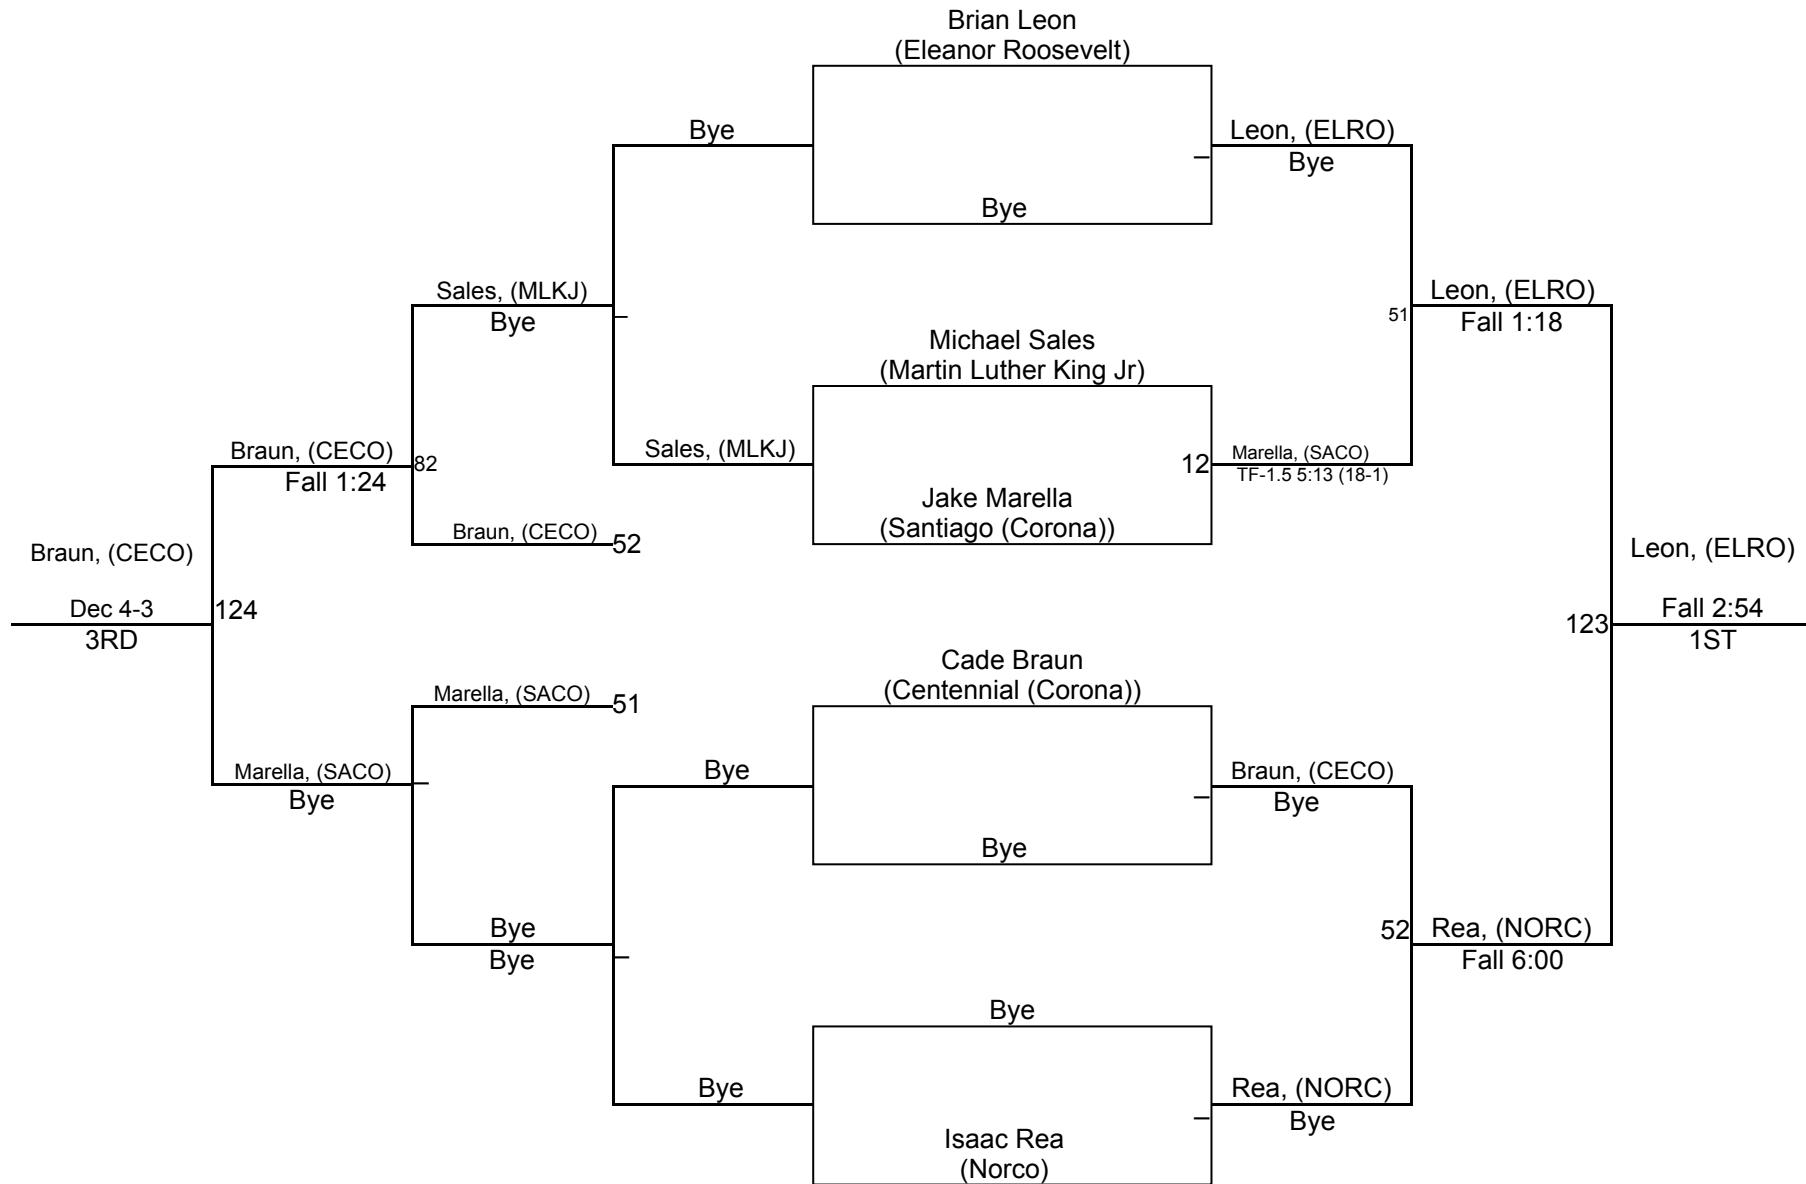 Brian Leon
(Eleanor Roosevelt)
Bye
Leon, (ELRO)
Bye
Bye
Sales, (MLKJ)
Bye
51
Leon, (ELRO)
Fall 1:18
Michael Sales
(Martin Luther King Jr)
Braun, (CECO)
Fall 1:24
82
Sales, (MLKJ)
12
Marella, (SACO)
TF-1.5 5:13 (18-1)
Jake Marella
(Santiago (Corona))
Braun, (CECO)
52
Braun, (CECO)
Dec 4-3
3RD
124
Leon, (ELRO)
Fall 2:54
1ST
123
Cade Braun
(Centennial (Corona))
Marella, (SACO)
51
Marella, (SACO)
Bye
Bye
Braun, (CECO)
Bye
Bye
Bye
Bye
52
Rea, (NORC)
Fall 6:00
Bye
Bye
Rea, (NORC)
Bye
Isaac Rea
(Norco)